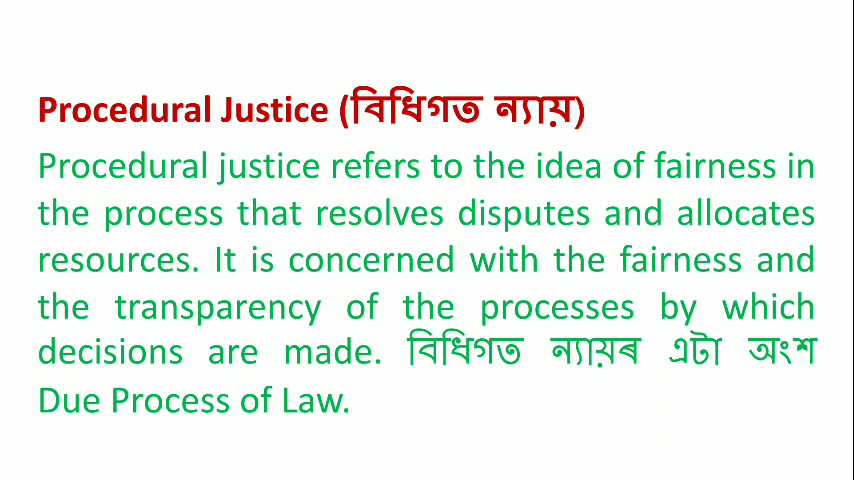 Procedural Justice (বিধিগত ন্যায়)
Procedural justice refers to the idea of fairness in
the process that resolves disputes and allocates
resources. It is concerned with the fairness and
the transparency of the processes by which
decisions are made. বিধিগত ন্যায়ৰ এটা অংশ
Due Process of Law.